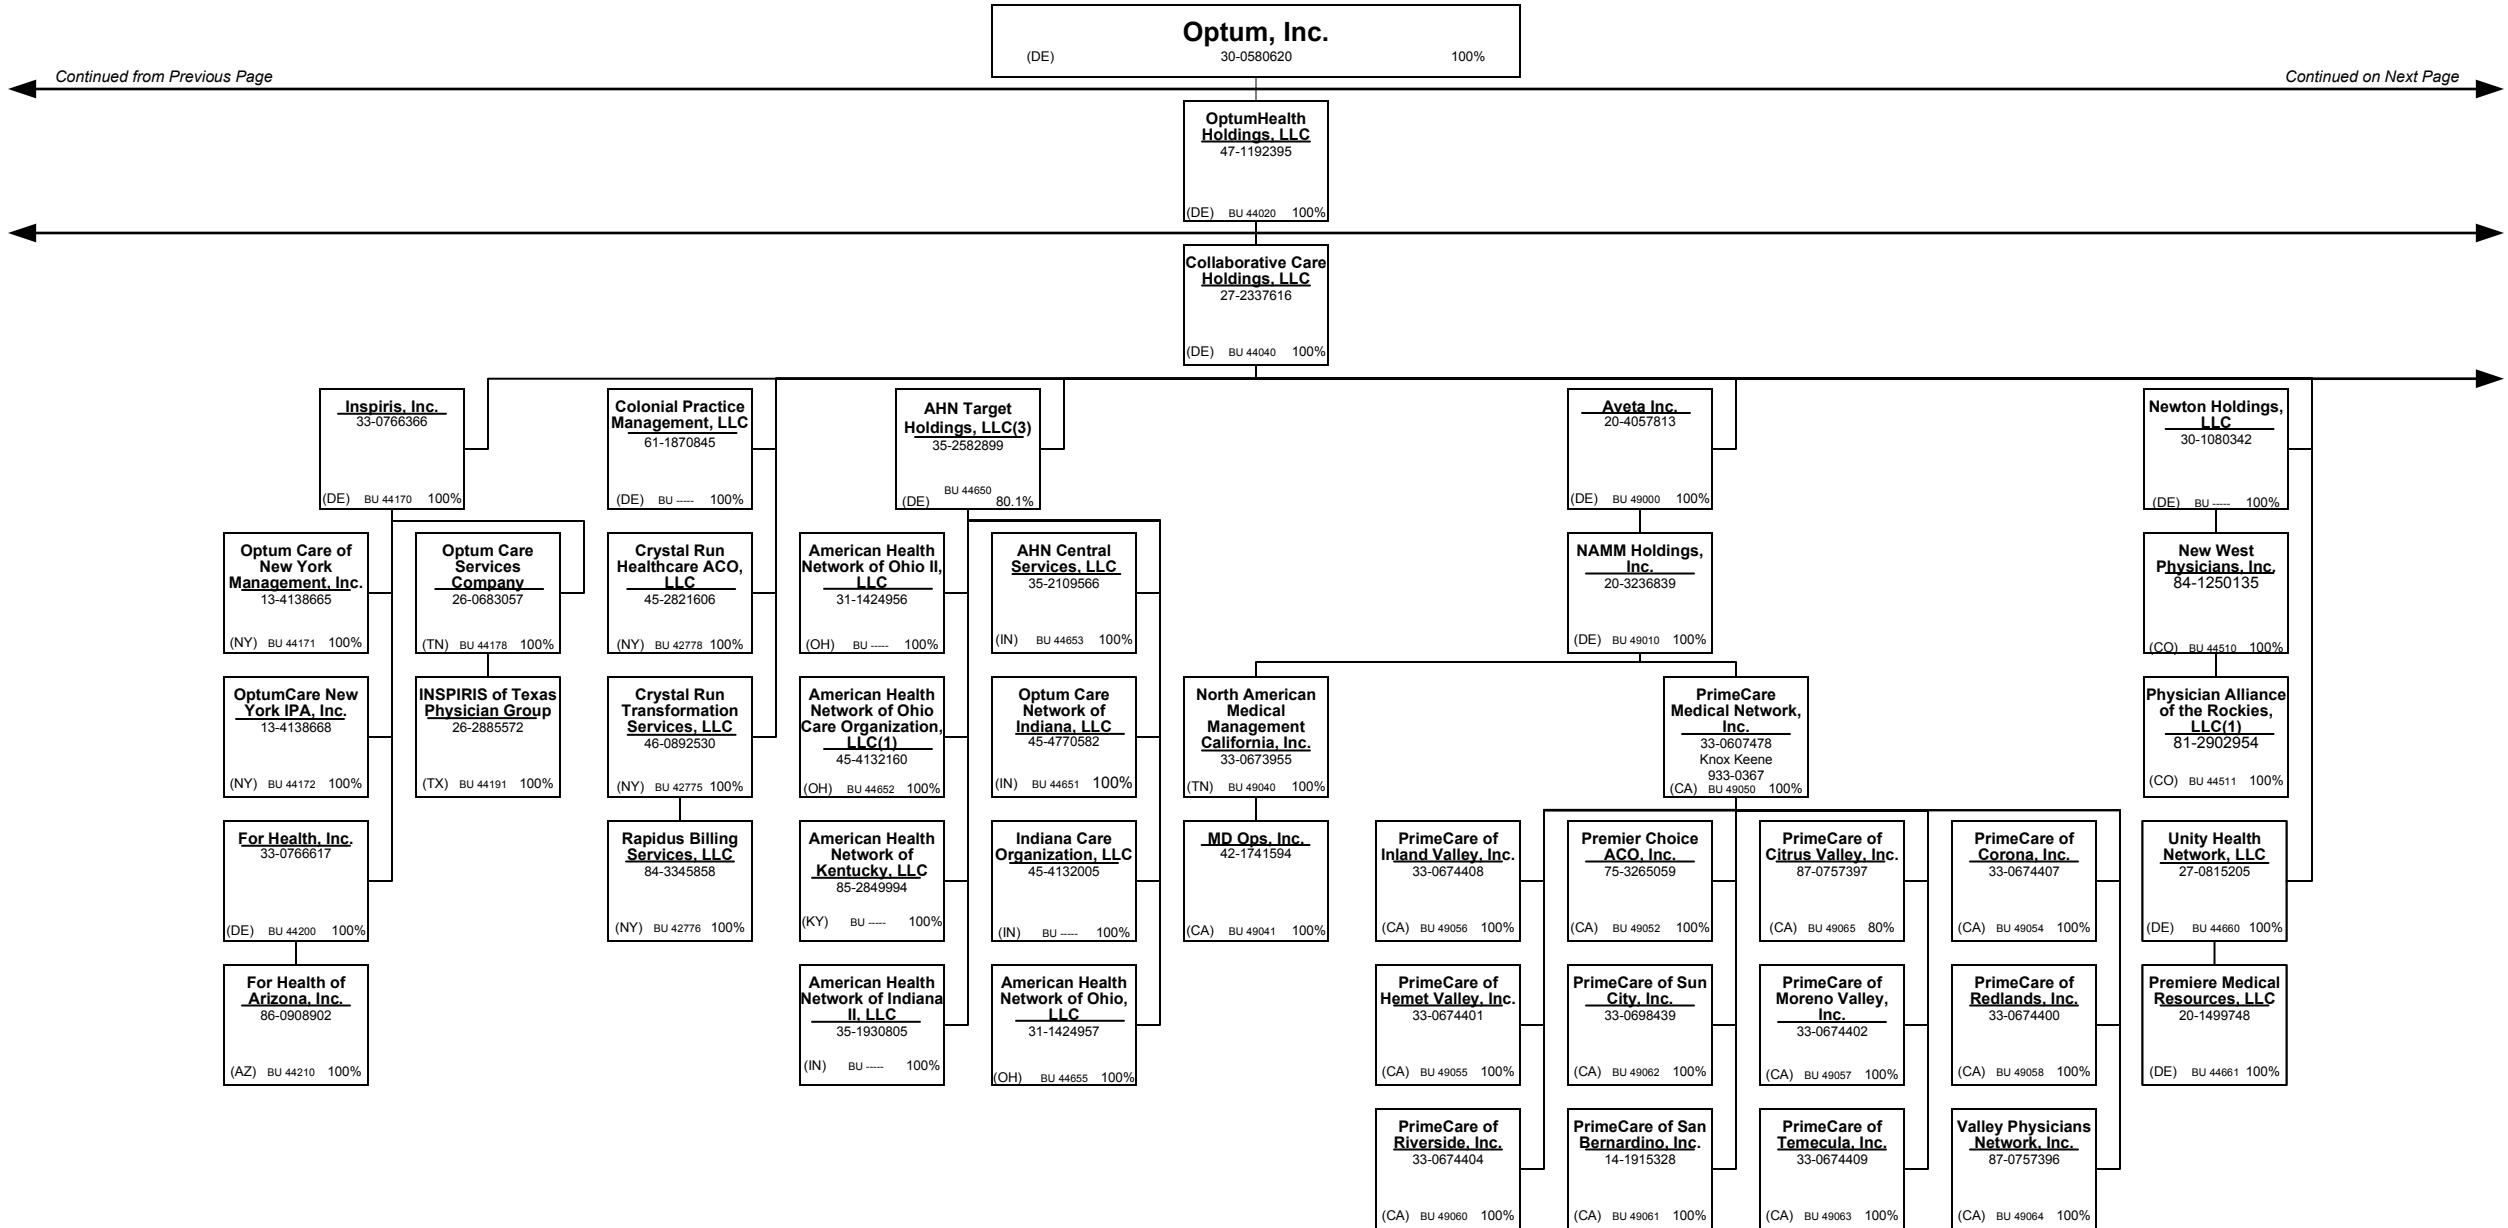 Optum, Inc.
(DE) 30-0580620 100%
Continued from Previous Page
Continued on Next Page
OptumHealth
Holdings, LLC
47-1192395
(DE) BU 44020 100%
Collaborative Care
Holdings, LLC
27-2337616
(DE) BU 44040 100%
Inspiris, Inc.
33-0766366
(DE) BU 44170 100%
Colonial Practice
Management, LLC
61-1870845
(DE) BU ----- 100%
AHN Target
Holdings, LLC(3)
35-2582899
BU 44650
(DE) 80.1%
Aveta Inc.
20-4057813
(DE) BU 49000 100%
Newton Holdings,
LLC
30-1080342
(DE) BU ----- 100%
Optum Care of
New York
Management, Inc.
13-4138665
(NY) BU 44171 100%
Optum Care
Services
Company
26-0683057
(TN) BU 44178 100%
Crystal Run
Healthcare ACO,
LLC
45-2821606
(NY) BU 42778 100%
American Health
Network of Ohio II,
LLC
31-1424956
(OH) BU ----- 100%
AHN Central
Services, LLC
35-2109566
(IN) BU 44653 100%
NAMM Holdings,
Inc.
20-3236839
(DE) BU 49010 100%
New West
Physicians, Inc.
84-1250135
(CO) BU 44510 100%
OptumCare New
York IPA, Inc.
13-4138668
(NY) BU 44172 100%
INSPIRIS of Texas
Physician Group
26-2885572
(TX) BU 44191 100%
Crystal Run
Transformation
Services, LLC
46-0892530
(NY) BU 42775 100%
American Health
Network of Ohio
Care Organization,
LLC(1)
45-4132160
(OH) BU 44652 100%
Optum Care
Network of
Indiana, LLC
45-4770582
(IN) BU 44651 100%
North American
Medical
Management
California, Inc.
33-0673955
(TN) BU 49040 100%
PrimeCare
Medical Network,
Inc.
33-0607478
Knox Keene
933-0367
(CA) BU 49050 100%
Physician Alliance
of the Rockies,
LLC(1)
81-2902954
(CO) BU 44511 100%
For Health, Inc.
33-0766617
(DE) BU 44200 100%
Rapidus Billing
Services, LLC
84-3345858
(NY) BU 42776 100%
American Health
Network of
Kentucky, LLC
85-2849994
(KY) BU ----- 100%
Indiana Care
Organization, LLC
45-4132005
(IN) BU ----- 100%
MD Ops, Inc.
42-1741594
(CA) BU 49041 100%
PrimeCare of
Inland Valley, Inc.
33-0674408
(CA) BU 49056 100%
Premier Choice
ACO, Inc.
75-3265059
(CA) BU 49052 100%
PrimeCare of
Citrus Valley, Inc.
87-0757397
(CA) BU 49065 80%
PrimeCare of
Corona, Inc.
33-0674407
(CA) BU 49054 100%
Unity Health
Network, LLC
27-0815205
(DE) BU 44660 100%
For Health of
Arizona, Inc.
86-0908902
(AZ) BU 44210 100%
American Health
Network of Indiana
II, LLC
35-1930805
(IN) BU ----- 100%
American Health
Network of Ohio,
LLC
31-1424957
(OH) BU 44655 100%
PrimeCare of
Hemet Valley, Inc.
33-0674401
(CA) BU 49055 100%
PrimeCare of Sun
City, Inc.
33-0698439
(CA) BU 49062 100%
PrimeCare of
Moreno Valley,
Inc.
33-0674402
(CA) BU 49057 100%
PrimeCare of
Redlands, Inc.
33-0674400
(CA) BU 49058 100%
Premiere Medical
Resources, LLC
20-1499748
(DE) BU 44661 100%
PrimeCare of
Riverside, Inc.
33-0674404
(CA) BU 49060 100%
PrimeCare of San
Bernardino, Inc.
14-1915328
(CA) BU 49061 100%
PrimeCare of
Temecula, Inc.
33-0674409
(CA) BU 49063 100%
Valley Physicians
Network, Inc.
87-0757396
(CA) BU 49064 100%